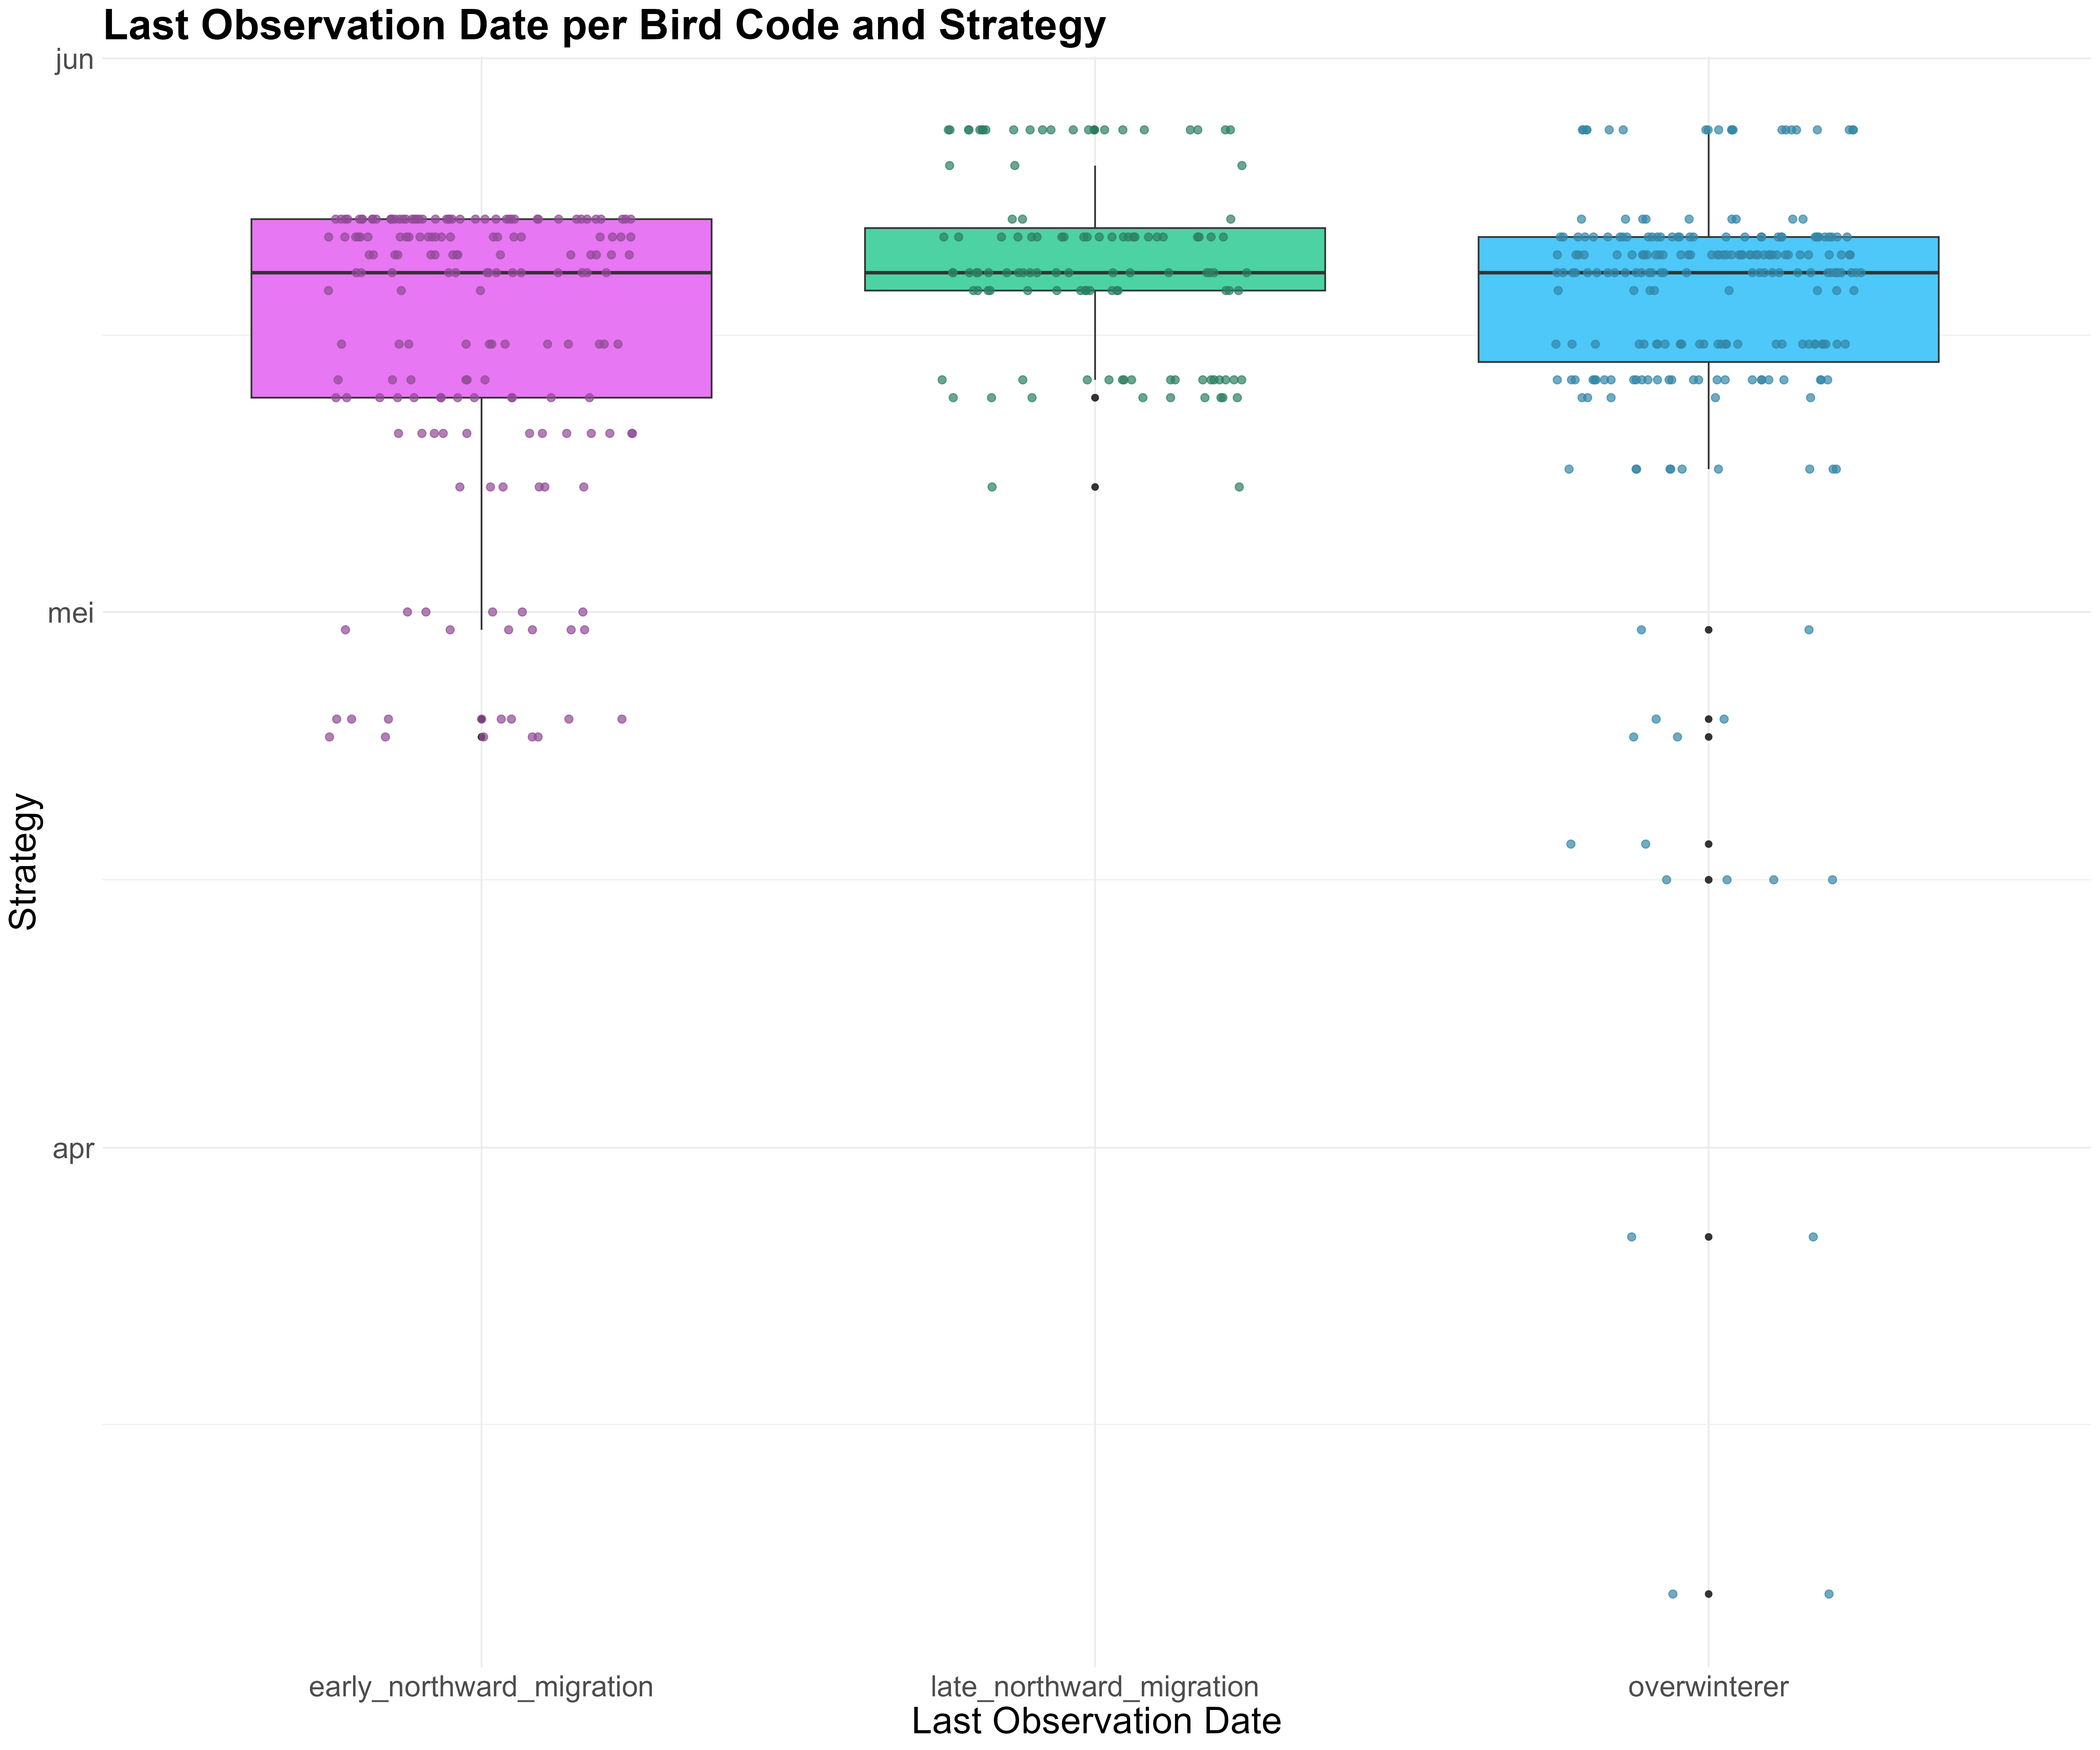 Last Observation Date per Bird Code and Strategy
jun
mei
apr
Strategy
early_northward_migration
late_northward_migration
overwinterer
Last Observation Date